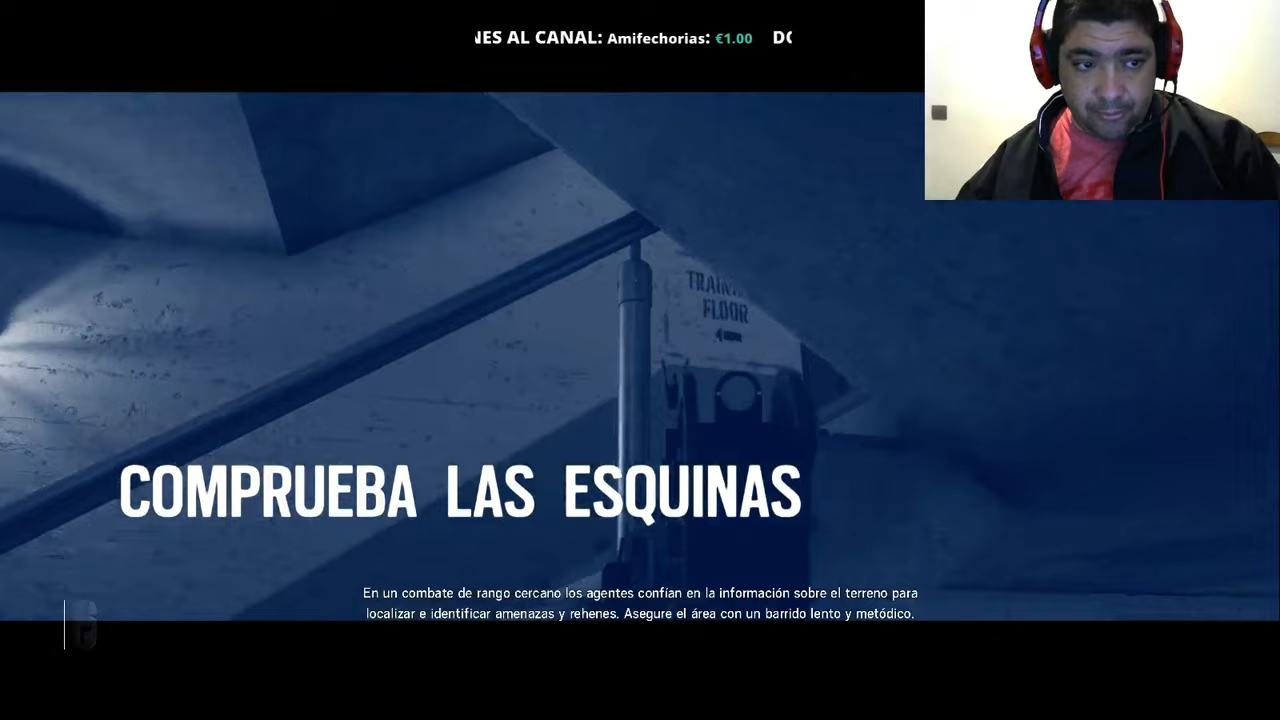 NES AL CANAL: Amifechorias: €1.00 DO
FLOOR
COMPRUEBA LAS ESQUINAS
En un combate de rango cercano los agentes confían en la información sobre el terreno para
localizar e identificar amenazas y rehenes. Asegure el área con un barrido lento y metódico.